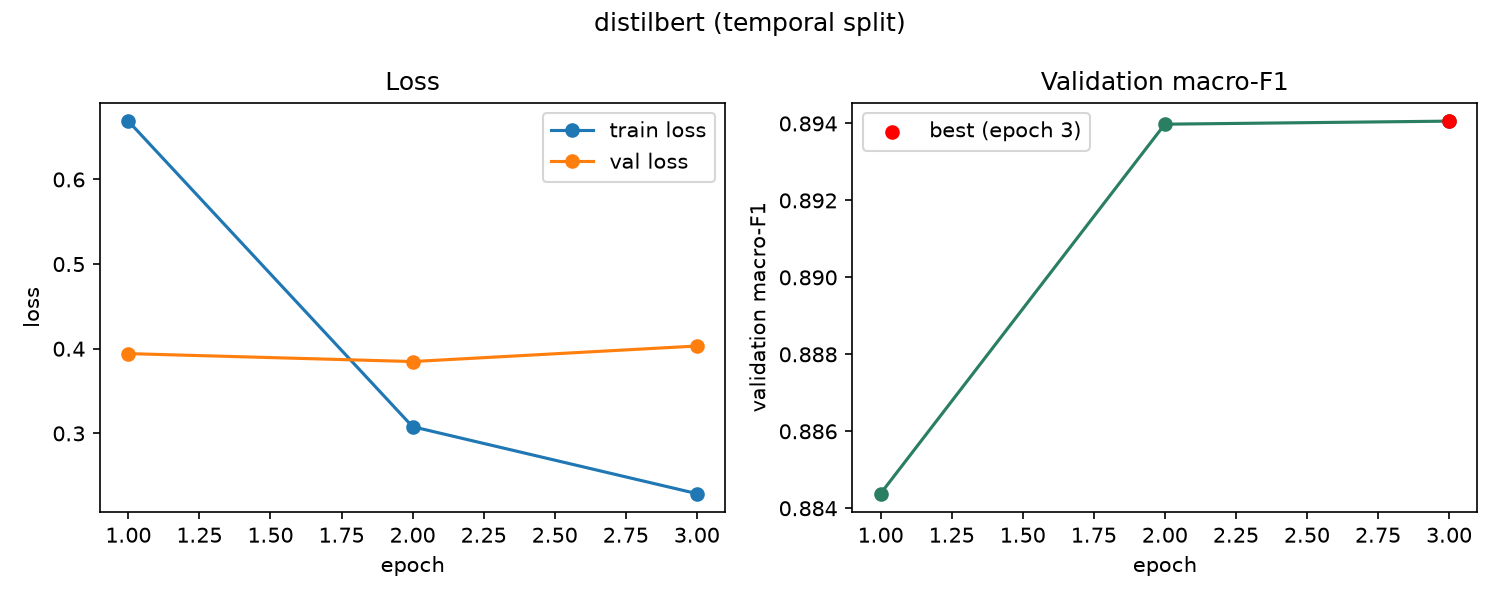 distilbert (temporal split)
Loss
train loss
val loss
0.6
0.5
0.4
0.3
loss
1.00 1.25 1.50 1.75 2.00 2.25 2.50 2.75 3.00
epoch
Validation macro-F1
best (epoch 3)
0.894
0.892
0.890
0.888
0.886
0.884
validation macro-F1
1.00 1.25 1.50 1.75 2.00 2.25 2.50 2.75 3.00
epoch